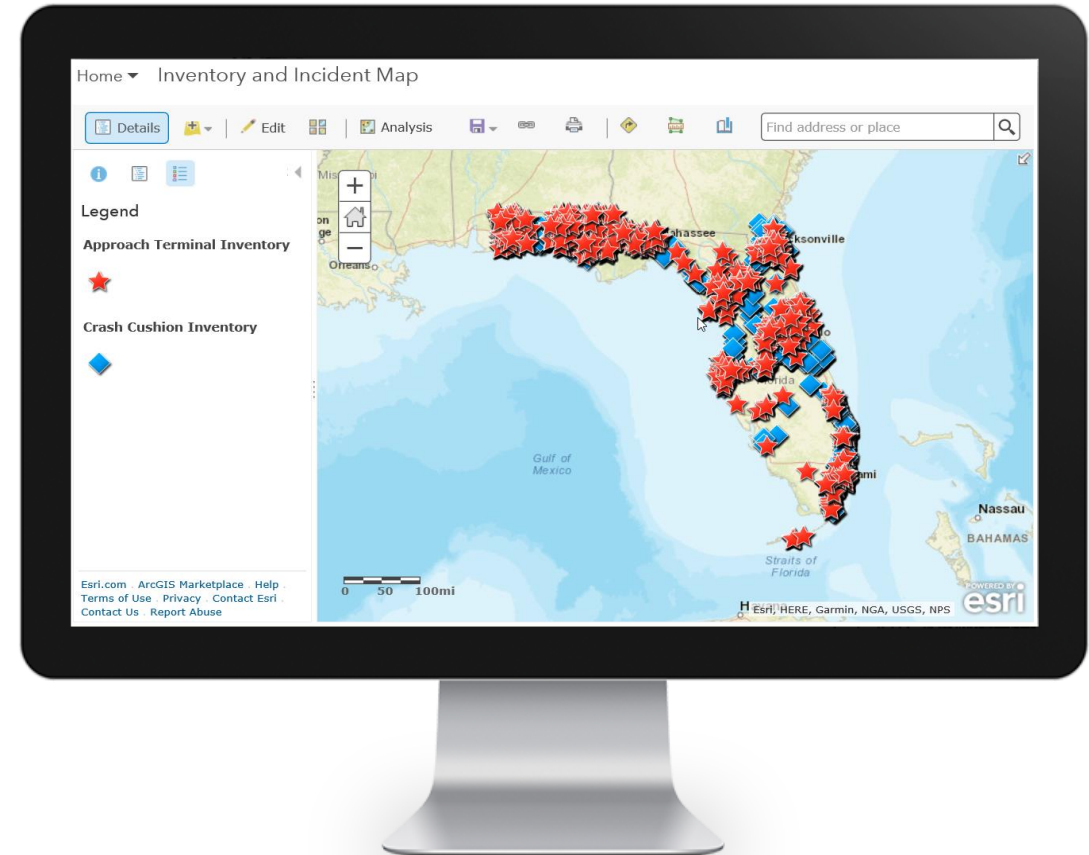 Home Inventory and Incident Map
Details Edit Analysis Find address or place
Legend
Approach Terminal Inventory
Crash Cushion Inventory
Esri.com . ArcGIS Marketplace . Help .
Terms of Use . Privacy . Contact Esri .
Contact Us . Report Abuse
+
−
Orleans
ahassee
ksonville
Florida
ami
Gulf of
Mexico
Nassau
BAHAMAS
Straits of
Florida
0 50 100mi
Esri, HERE, Garmin, NGA, USGS, NPS
POWERED BY
esri